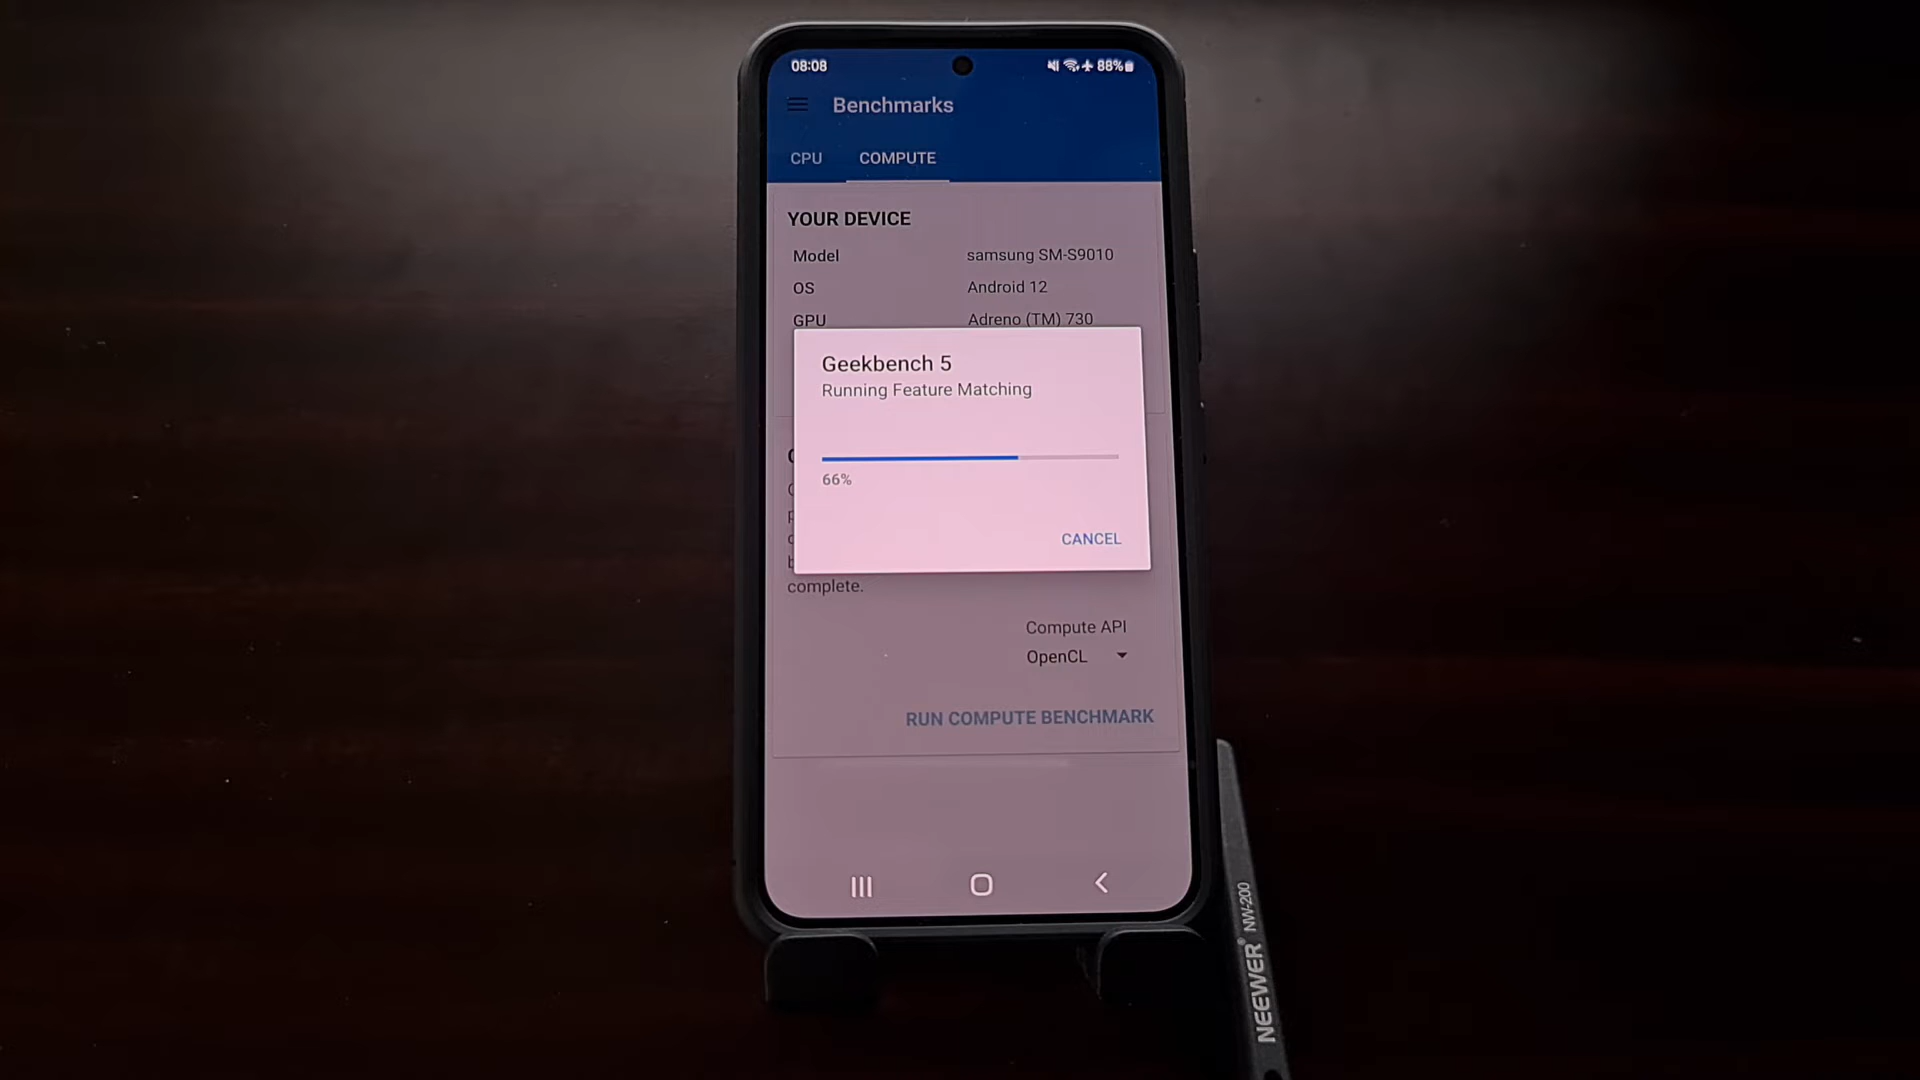 08:08
88%
Benchmarks
CPU COMPUTE
YOUR DEVICE
Model samsung SM-S9010
OS Android 12
GPU Adreno (TM) 730
Geekbench 5
Running Feature Matching
66%
CANCEL
complete.
Compute API
OpenCL
RUN COMPUTE BENCHMARK
NEEWER® NW-200